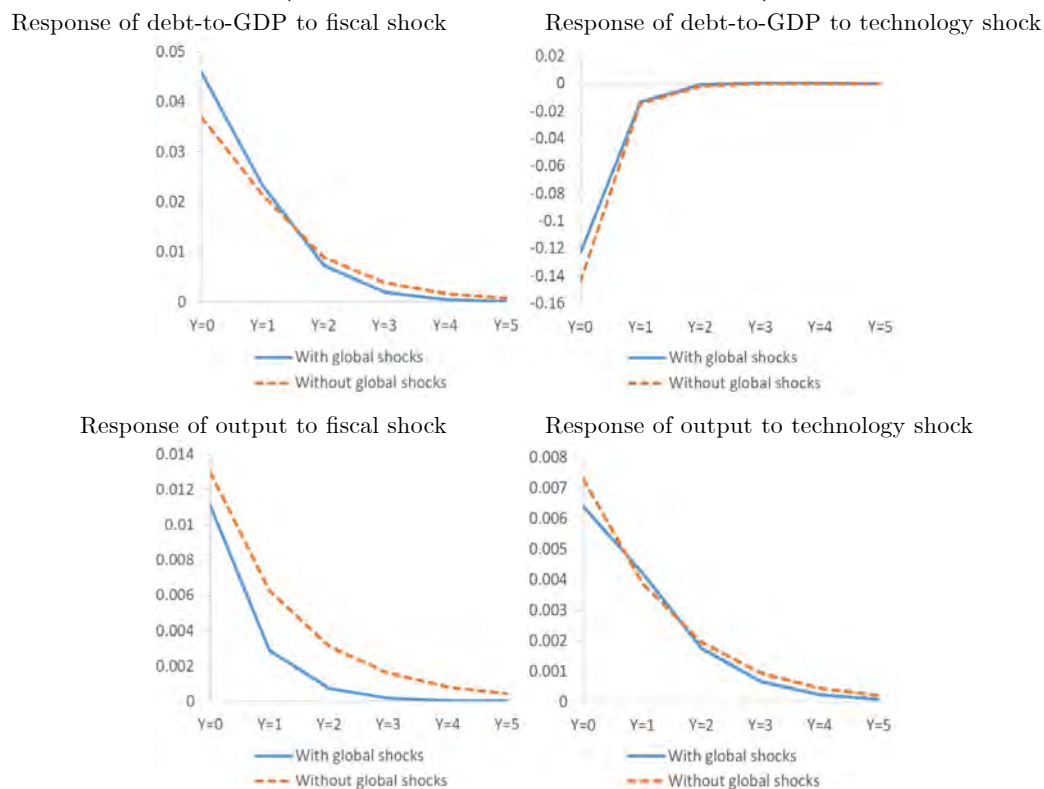 Response of debt-to-GDP to fiscal shock
0.05
0.04
0.03
0.02
0.01
0
Y=0 Y=1 Y=2 Y=3 Y=4 Y=5
With global shocks
Without global shocks
Response of debt-to-GDP to technology shock
0.02
0
-0.02
-0.04
-0.06
-0.08
-0.1
-0.12
-0.14
-0.16
Y=0 Y=1 Y=2 Y=3 Y=4 Y=5
With global shocks
Without global shocks
Response of output to fiscal shock
0.014
0.012
0.01
0.008
0.006
0.004
0.002
0
Y=0 Y=1 Y=2 Y=3 Y=4 Y=5
With global shocks
Without global shocks
Response of output to technology shock
0.008
0.007
0.006
0.005
0.004
0.003
0.002
0.001
0
Y=0 Y=1 Y=2 Y=3 Y=4 Y=5
With global shocks
Without global shocks